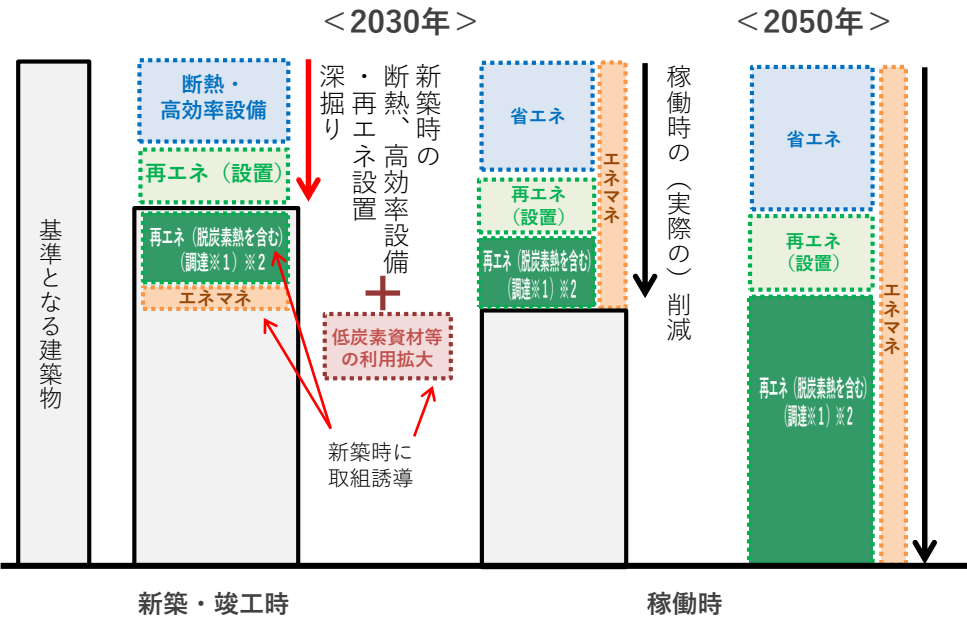 ＜2030年＞
＜2050年＞
基準となる建築物
断熱・
高効率設備
再エネ（設置）
再エネ（脱炭素熱を含む）
（調達※1）※2
エネマネ
新築時の
断熱、高効率設備
・再エネ設置
深掘り
＋
低炭素資材等
の利用拡大
新築時に
取組誘導
省エネ
再エネ
（設置）
再エネ（脱炭素熱を含む）
（調達※1）※2
エネマネ
稼働時の（実際の）削減
省エネ
再エネ
（設置）
再エネ（脱炭素熱を含む）
（調達※1）※2
エネマネ
新築・竣工時
稼働時